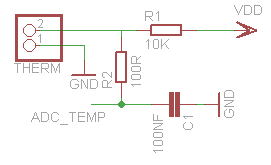 R1
VDD
2
1
10K
THERM
GND
R2
100R
ADC_TEMP
100NF
C1
GND